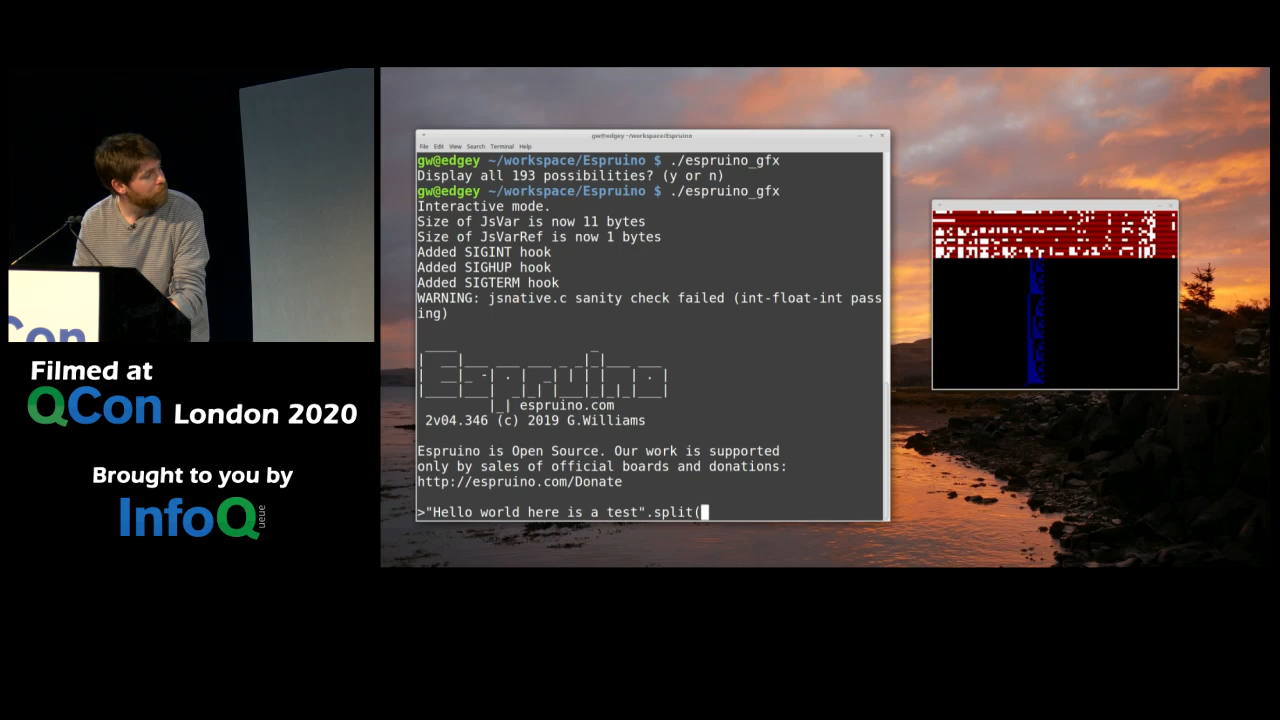 Con
Filmed at
QCon London 2020
Brought to you by
InfoQ
ueue
gw@edgey ~/workspace/Espruino
File Edit View Search Terminal Help
gw@edgey ~/workspace/Espruino $ ./espruino_gfx
Display all 193 possibilities? (y or n)
gw@edgey ~/workspace/Espruino $ ./espruino_gfx
Interactive mode.
Size of JsVar is now 11 bytes
Size of JsVarRef is now 1 bytes
Added SIGINT hook
Added SIGHUP hook
Added SIGTERM hook
WARNING: jsnative.c sanity check failed (int-float-int pass
ing)
Espruino
espruino.com
2v04.346 (c) 2019 G.Williams
Espruino is Open Source. Our work is supported
only by sales of official boards and donations:
http://espruino.com/Donate
>"Hello world here is a test".split(